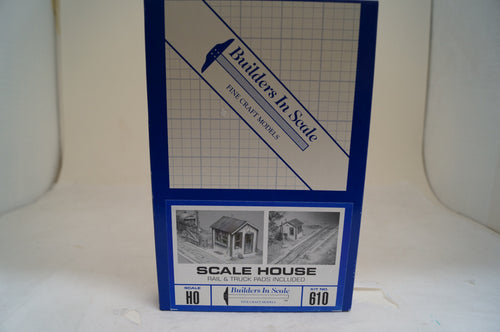 Builders In Scale
FINE CRAFT MODELS
SCALE HOUSE
RAIL & TRUCK PADS INCLUDED
SCALE
HO
Builders In Scale
FINE CRAFT MODELS
KIT NO.
610